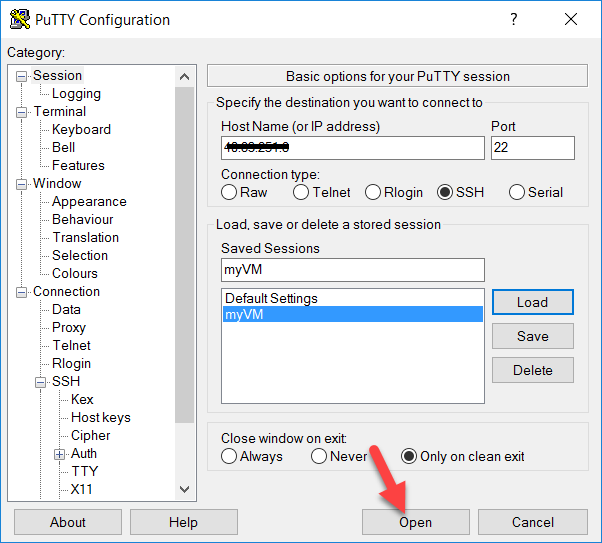 PuTTY Configuration
?
Category:
Session
Logging
Terminal
Keyboard
Bell
Features
Window
Appearance
Behaviour
Translation
Selection
Colours
Connection
Data
Proxy
Telnet
Rlogin
SSH
Kex
Host keys
Cipher
Auth
TTY
X11
Basic options for your PuTTY session
Specify the destination you want to connect to
Host Name (or IP address) Port
22
Connection type:
Raw Telnet Rlogin SSH Serial
Load, save or delete a stored session
Saved Sessions
myVM
Default Settings
myVM
Load
Save
Delete
Close window on exit:
Always Never Only on clean exit
About Help Open Cancel